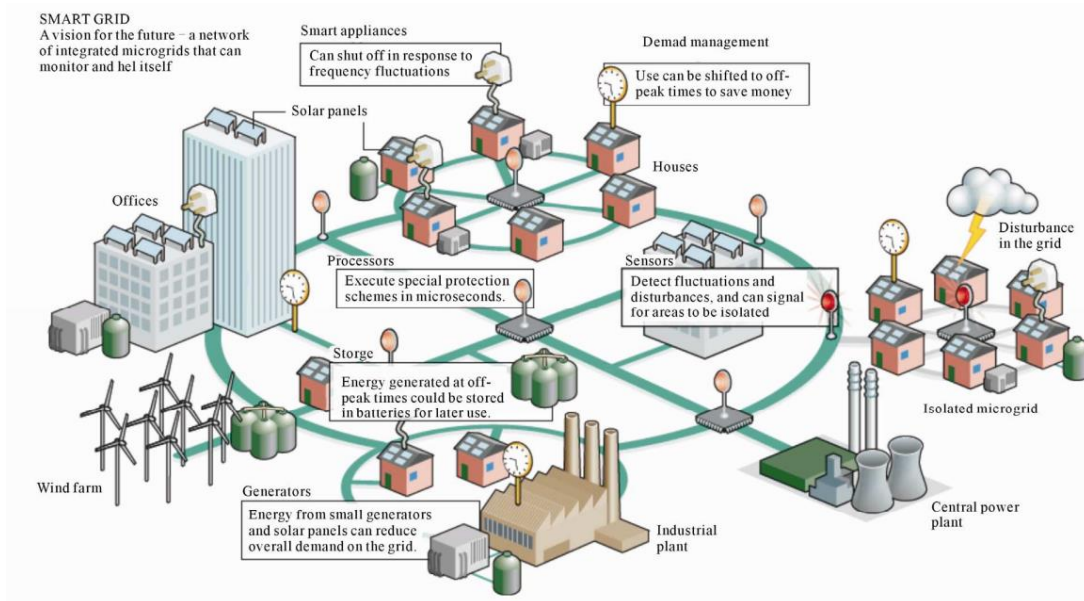 SMART GRID
A vision for the future – a network
of integrated microgrids that can
monitor and hel itself
Smart appliances
Can shut off in response to
frequency fluctuations
Demad management
Use can be shifted to off-
peak times to save money
Solar panels
Houses
Offices
Disturbance
in the grid
Processors
Execute special protection
schemes in microseconds.
Sensors
Detect fluctuations and
disturbances, and can signal
for areas to be isolated
Storge
Energy generated at off-
peak times could be stored
in batteries for later use.
Isolated microgrid
Wind farm
Generators
Energy from small generators
and solar panels can reduce
overall demand on the grid.
Industrial
plant
Central power
plant